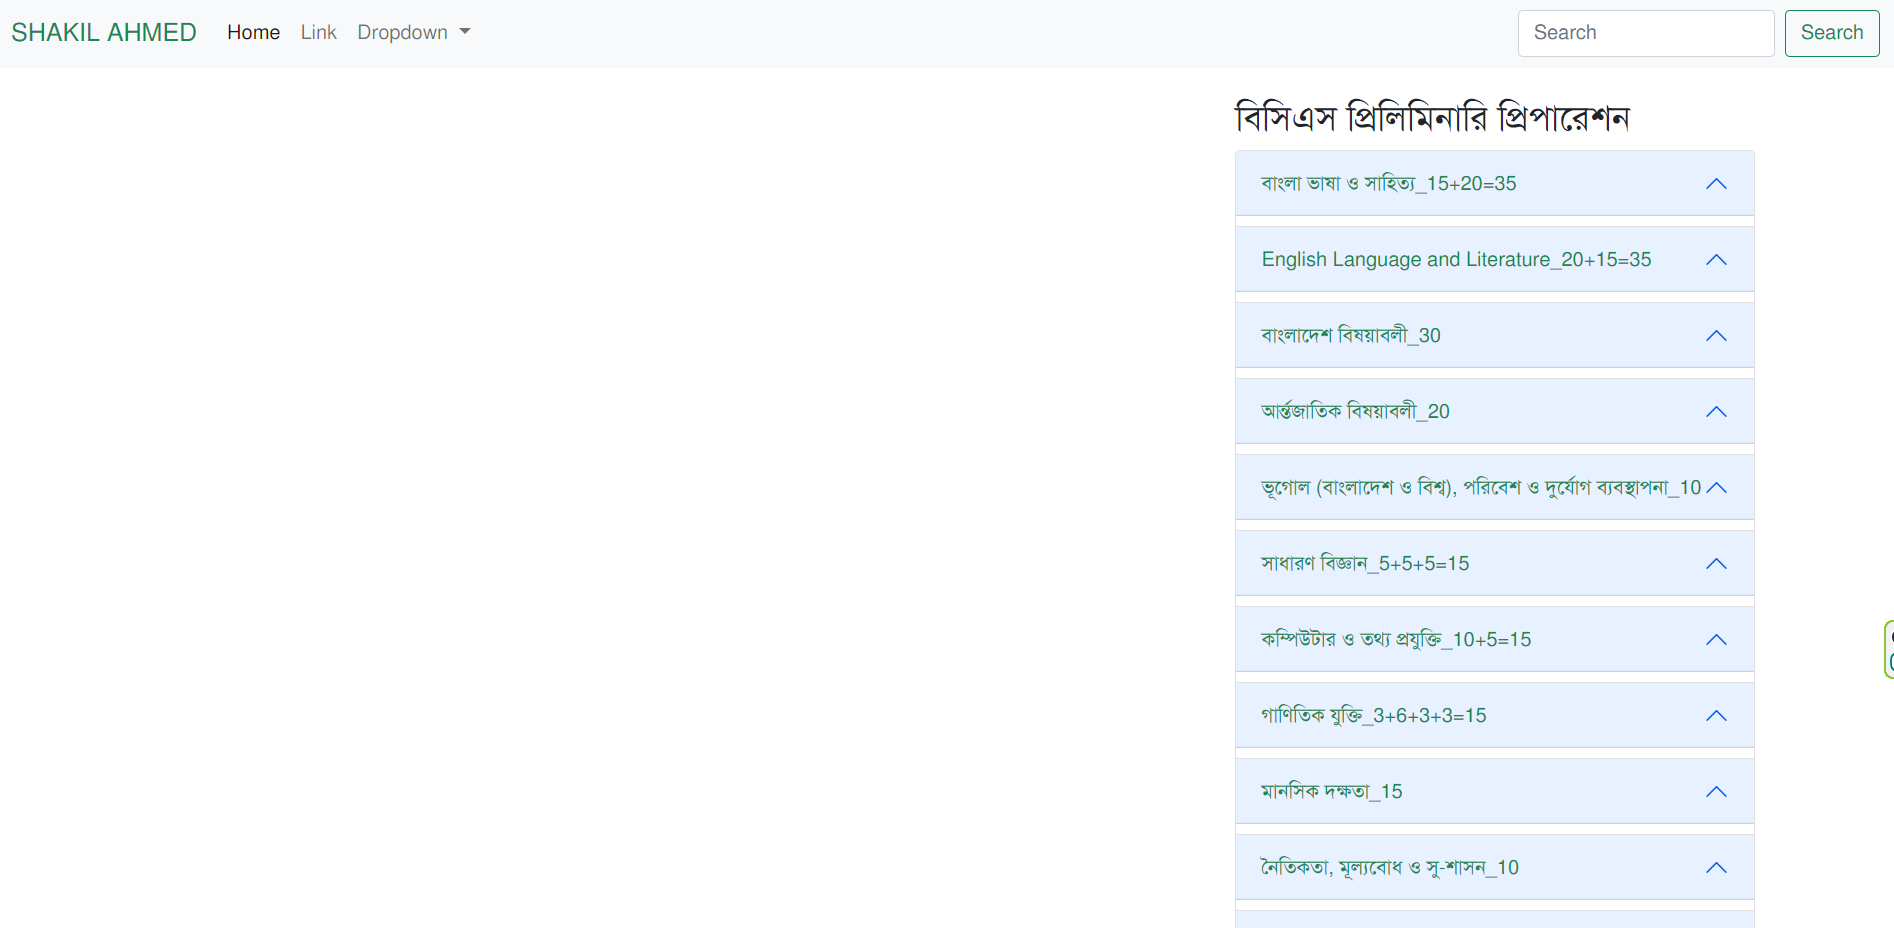 SHAKIL AHMED Home Link Dropdown Search Search
বিসিএস প্রিলিমিনারি প্রিপারেশন
বাংলা ভাষা ও সাহিত্য_15+20=35
English Language and Literature_20+15=35
বাংলাদেশ বিষয়াবলী_30
আর্ন্তজাতিক বিষয়াবলী_20
ভূগোল (বাংলাদেশ ও বিশ্ব), পরিবেশ ও দুর্যোগ ব্যবস্থাপনা_10
সাধারণ বিজ্ঞান_5+5+5=15
কম্পিউটার ও তথ্য প্রযুক্তি_10+5=15
গাণিতিক যুক্তি_3+6+3+3=15
মানসিক দক্ষতা_15
নৈতিকতা, মূল্যবোধ ও সু-শাসন_10